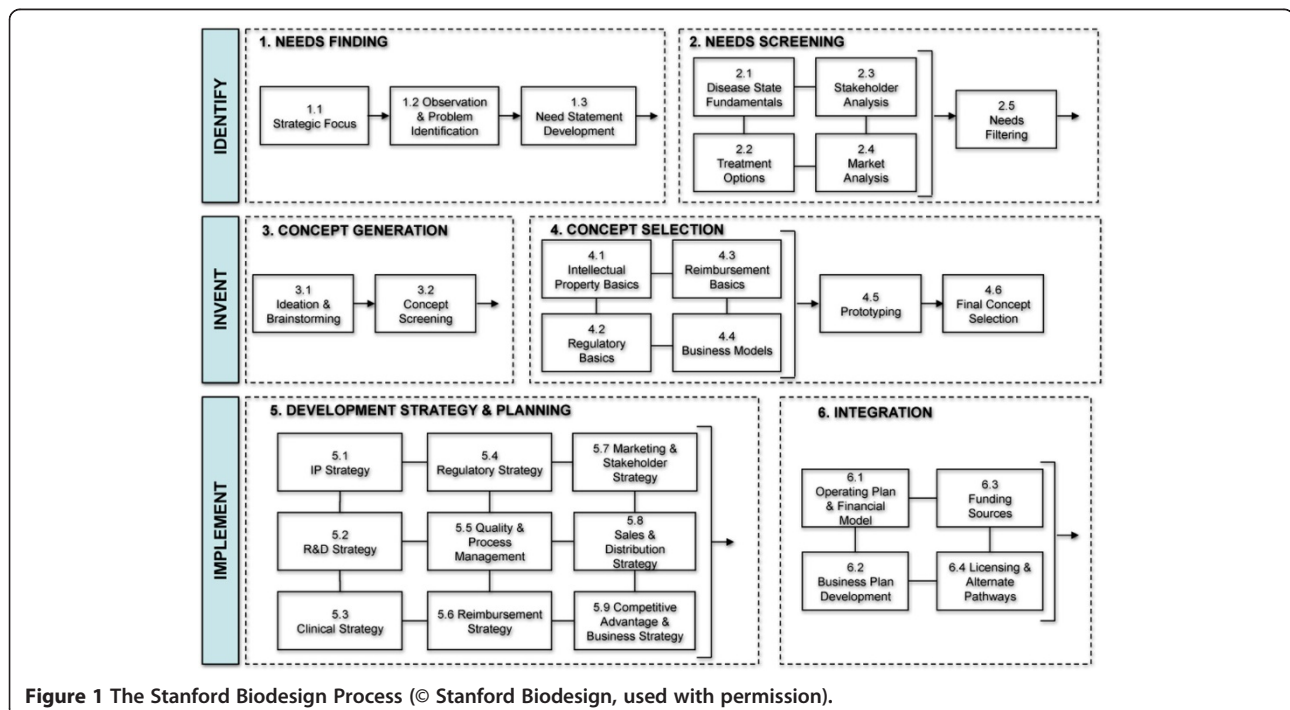 IDENTIFY
1. NEEDS FINDING
1.1
Strategic Focus
1.2 Observation
& Problem
Identification
1.3
Need Statement
Development
2. NEEDS SCREENING
2.1
Disease State
Fundamentals
2.3
Stakeholder
Analysis
2.2
Treatment
Options
2.4
Market
Analysis
2.5
Needs
Filtering
INVENT
3. CONCEPT GENERATION
3.1
Ideation &
Brainstorming
3.2
Concept
Screening
4. CONCEPT SELECTION
4.1
Intellectual
Property Basics
4.3
Reimbursement
Basics
4.2
Regulatory
Basics
4.4
Business Models
4.5
Prototyping
4.6
Final Concept
Selection
IMPLEMENT
5. DEVELOPMENT STRATEGY & PLANNING
5.1
IP Strategy
5.4
Regulatory Strategy
5.7 Marketing &
Stakeholder
Strategy
5.2
R&D Strategy
5.5 Quality &
Process
Management
5.8
Sales &
Distribution
Strategy
5.3
Clinical Strategy
5.6 Reimbursement
Strategy
5.9 Competitive
Advantage &
Business Strategy
6. INTEGRATION
6.1
Operating Plan
& Financial
Model
6.3
Funding
Sources
6.2
Business Plan
Development
6.4 Licensing &
Alternate
Pathways
Figure 1 The Stanford Biodesign Process (© Stanford Biodesign, used with permission).